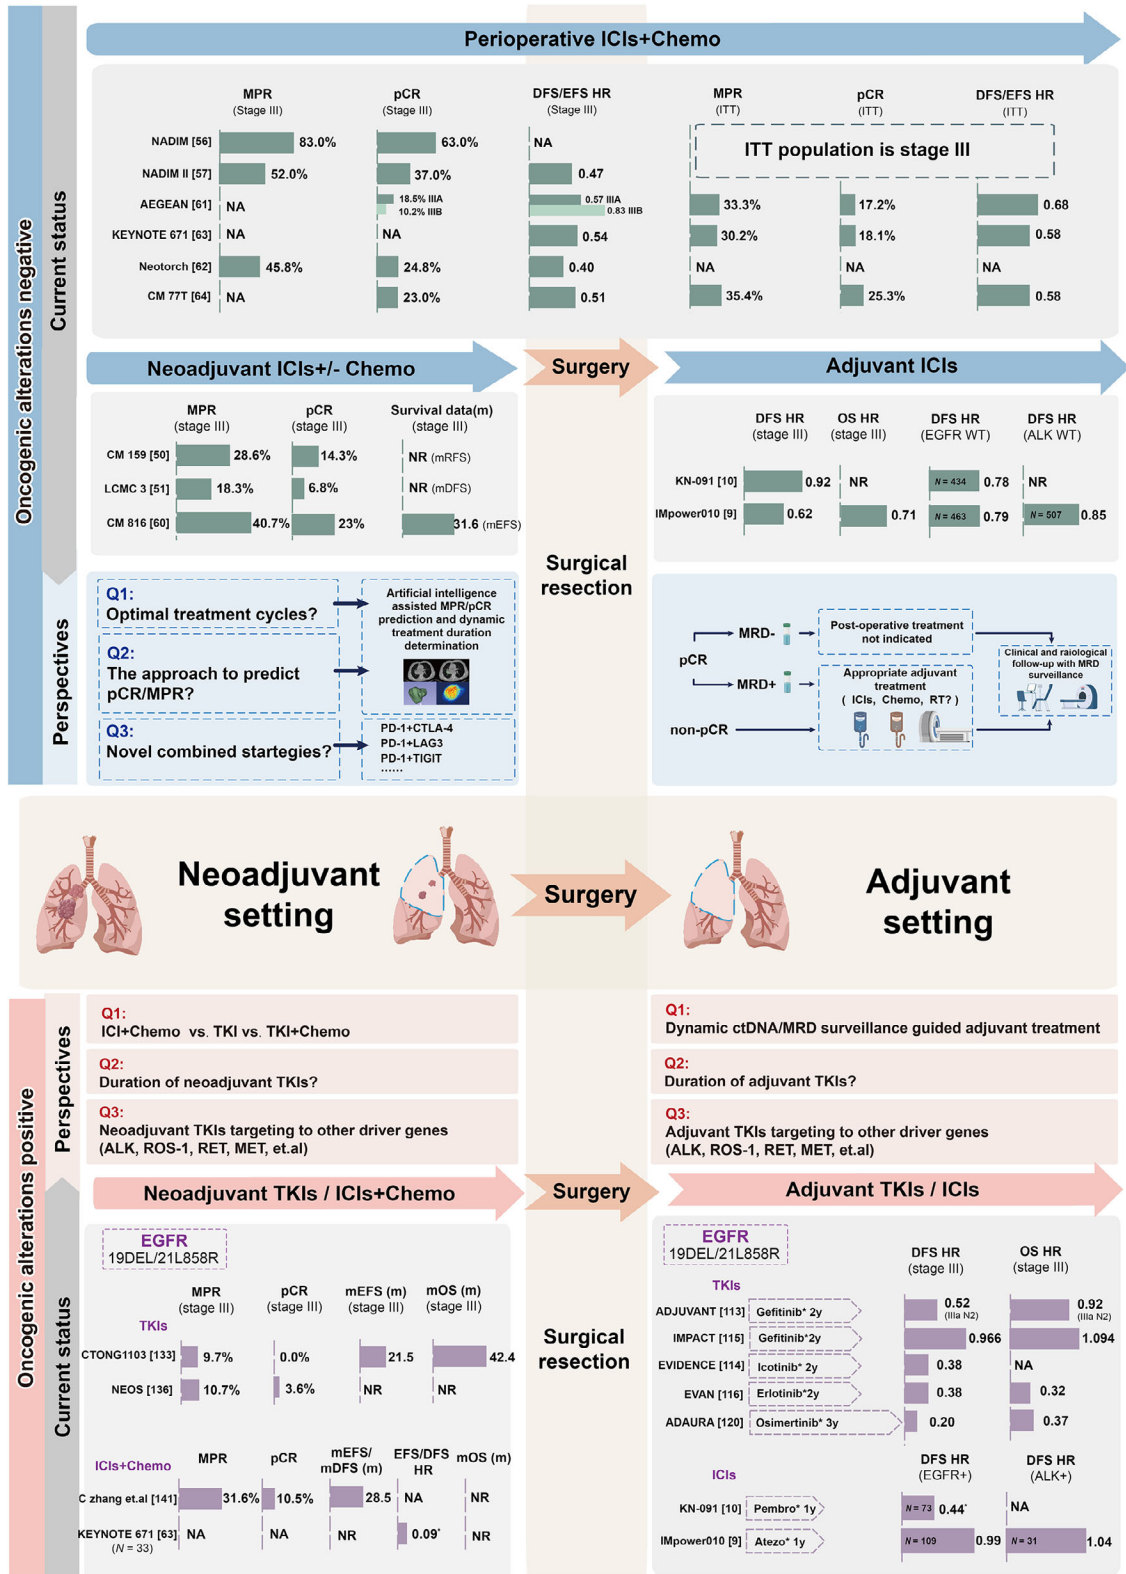 Perioperative ICIs+Chemo
Oncogenic alterations negative
Current status
MPR
(Stage III)
pCR
(Stage III)
DFS/EFS HR
(Stage III)
MPR
(ITT)
pCR
(ITT)
DFS/EFS HR
(ITT)
NADIM [56] 83.0% 63.0% NA
ITT population is stage III
NADIM II [57] 52.0% 37.0% 0.47
AEGEAN [61] NA 18.5% IIIA 0.57 IIIA 33.3% 17.2% 0.68
10.2% IIIB 0.83 IIIB
KEYNOTE 671 [63] NA NA 0.54 30.2% 18.1% 0.58
Neotorch [62] 45.8% 24.8% 0.40 NA NA NA
CM 77T [64] NA 23.0% 0.51 35.4% 25.3% 0.58
Neoadjuvant ICIs+/- Chemo
Surgery
Adjuvant ICIs
MPR
(stage III)
pCR
(stage III)
Survival data(m)
(stage III)
CM 159 [50] 28.6% 14.3% NR (mRFS)
LCMC 3 [51] 18.3% 6.8% NR (mDFS)
CM 816 [60] 40.7% 23% 31.6 (mEFS)
DFS HR
(stage III)
OS HR
(stage III)
DFS HR
(EGFR WT)
DFS HR
(ALK WT)
KN-091 [10] 0.92 NR N = 434 0.78 NR
IMpower010 [9] 0.62 0.71 N = 463 0.79 N = 507 0.85
Surgical
resection
Perspectives
Q1:
Optimal treatment cycles?
Q2:
The approach to predict
pCR/MPR?
Q3:
Novel combined startegies?
Artificial intelligence
assisted MPR/pCR
prediction and dynamic
treatment duration
determination
PD-1+CTLA-4
PD-1+LAG3
PD-1+TIGIT
......
pCR
MRD-
MRD+
non-pCR
Post-operative treatment
not indicated
Appropriate adjuvant
treatment
( ICIs, Chemo, RT? )
Clinical and raiological
follow-up with MRD
surveillance
Neoadjuvant
setting
Surgery
Adjuvant
setting
Oncogenic alterations positive
Perspectives
Q1:
ICI+Chemo vs. TKI vs. TKI+Chemo
Q2:
Duration of neoadjuvant TKIs?
Q3:
Neoadjuvant TKIs targeting to other driver genes
(ALK, ROS-1, RET, MET, et.al)
Q1:
Dynamic ctDNA/MRD surveillance guided adjuvant treatment
Q2:
Duration of adjuvant TKIs?
Q3:
Adjuvant TKIs targeting to other driver genes
(ALK, ROS-1, RET, MET, et.al)
Neoadjuvant TKIs / ICIs+Chemo
Surgery
Adjuvant TKIs / ICIs
Current status
EGFR
19DEL/21L858R
MPR
(stage III)
pCR
(stage III)
mEFS (m)
(stage III)
mOS (m)
(stage III)
TKIs
CTONG1103 [133] 9.7% 0.0% 21.5 42.4
NEOS [136] 10.7% 3.6% NR NR
ICIs+Chemo
MPR
pCR
mEFS/
mDFS (m)
EFS/DFS
HR
mOS (m)
C zhang et.al [141] 31.6% 10.5% 28.5 NA NR
KEYNOTE 671 [63] NA NA NR 0.09* NR
(N = 33)
Surgical
resection
EGFR
19DEL/21L858R
DFS HR
(stage III)
OS HR
(stage III)
TKIs
ADJUVANT [113] Gefitinib* 2y 0.52 0.92
(IIIa N2) (IIIa N2)
IMPACT [115] Gefitinib*2y 0.966 1.094
EVIDENCE [114] Icotinib* 2y 0.38 NA
EVAN [116] Erlotinib*2y 0.38 0.32
ADAURA [120] Osimertinib* 3y 0.20 0.37
ICIs
DFS HR
(EGFR+)
DFS HR
(ALK+)
KN-091 [10] Pembro* 1y N = 73 0.44* NA
IMpower010 [9] Atezo* 1y N = 109 0.99 N = 31 1.04